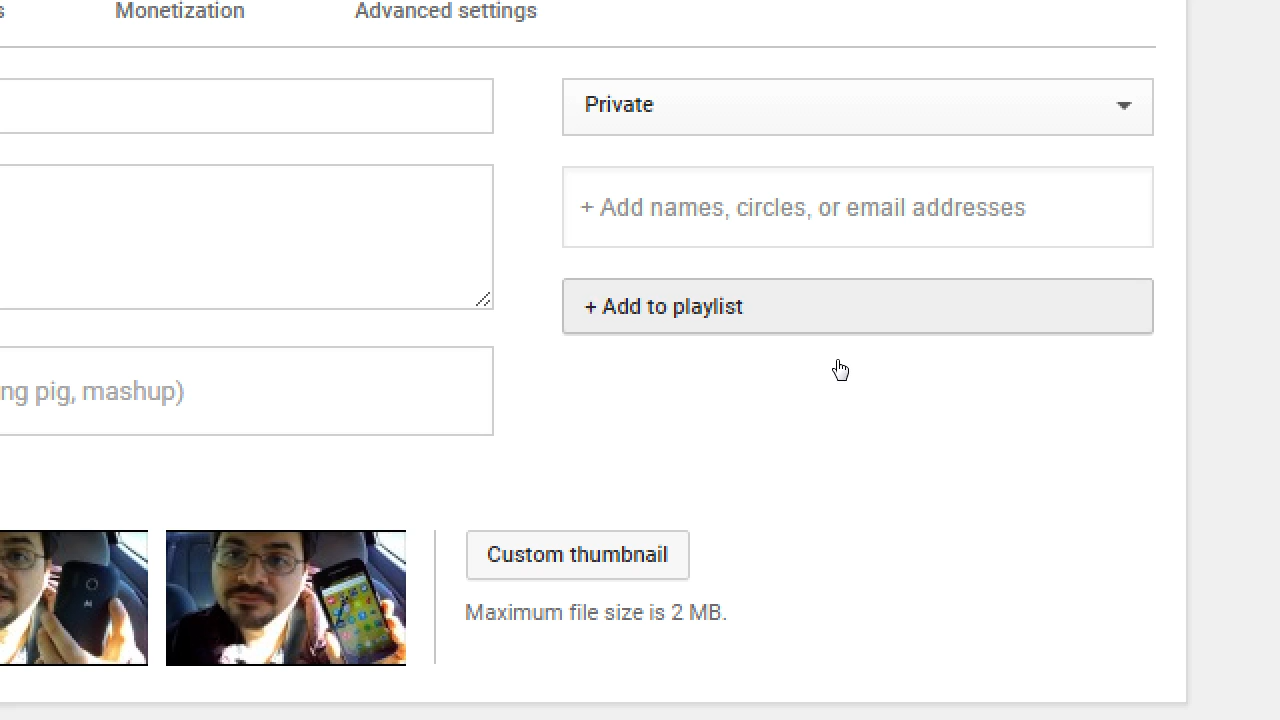 Monetization
Advanced settings
Private
+ Add names, circles, or email addresses
+ Add to playlist
ng pig, mashup)
Custom thumbnail
Maximum file size is 2 MB.